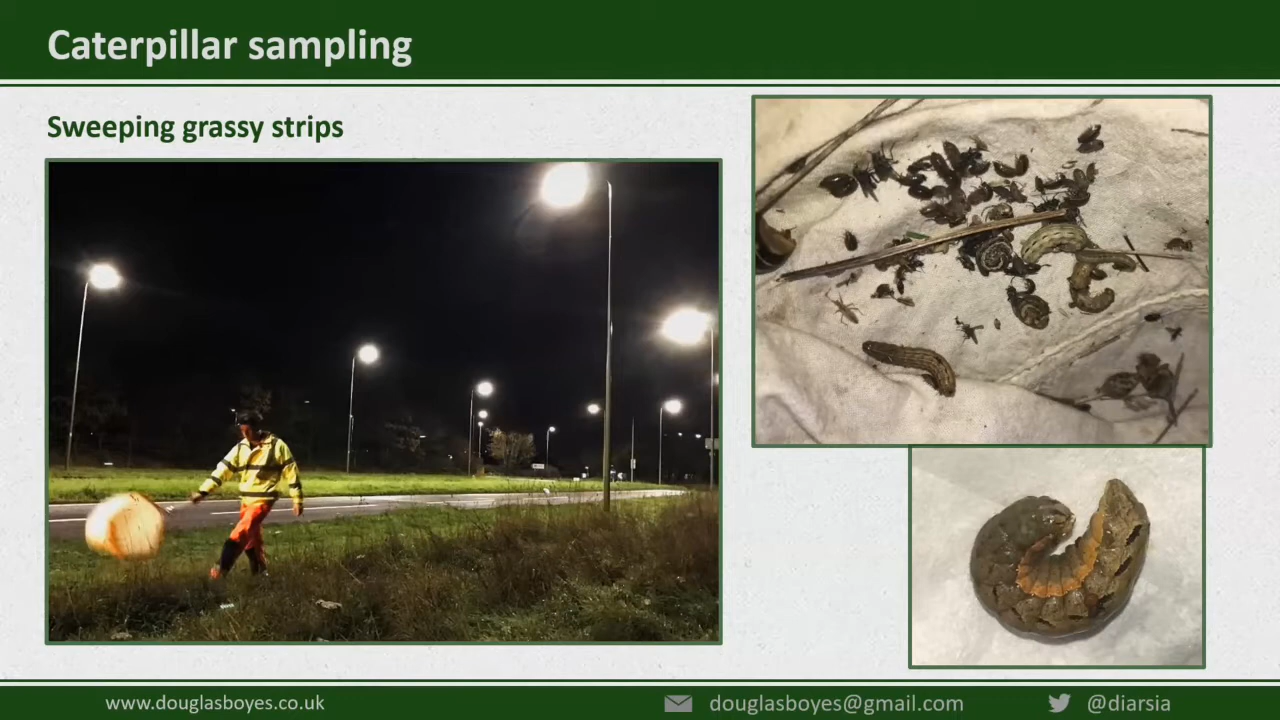 Caterpillar sampling
Sweeping grassy strips
www.douglasboyes.co.uk
douglasboyes@gmail.com
@diarsia